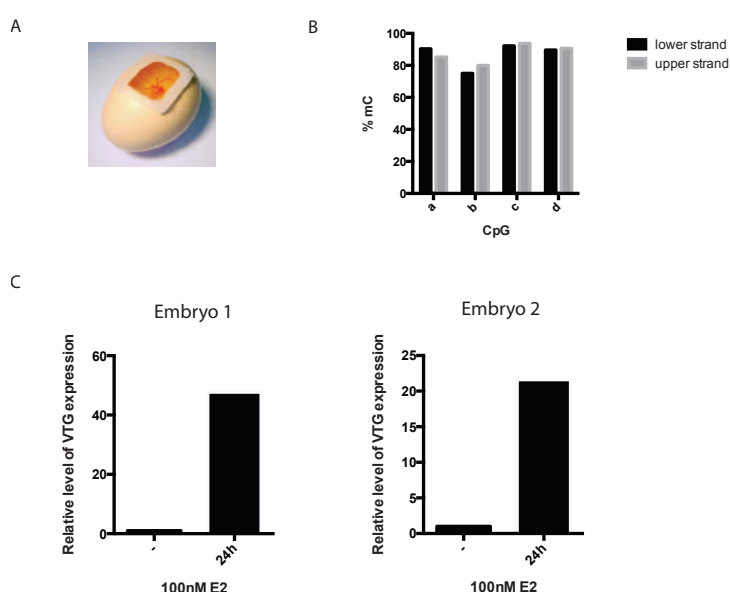 A
B
100
80
60
40
20
0
% mC
a b c d
CpG
lower strand
upper strand
C
Embryo 1
Relative level of VTG expression
60
40
20
0
- 24h
100nM E2
Embryo 2
Relative level of VTG expression
25
20
15
10
5
0
- 24h
100nM E2